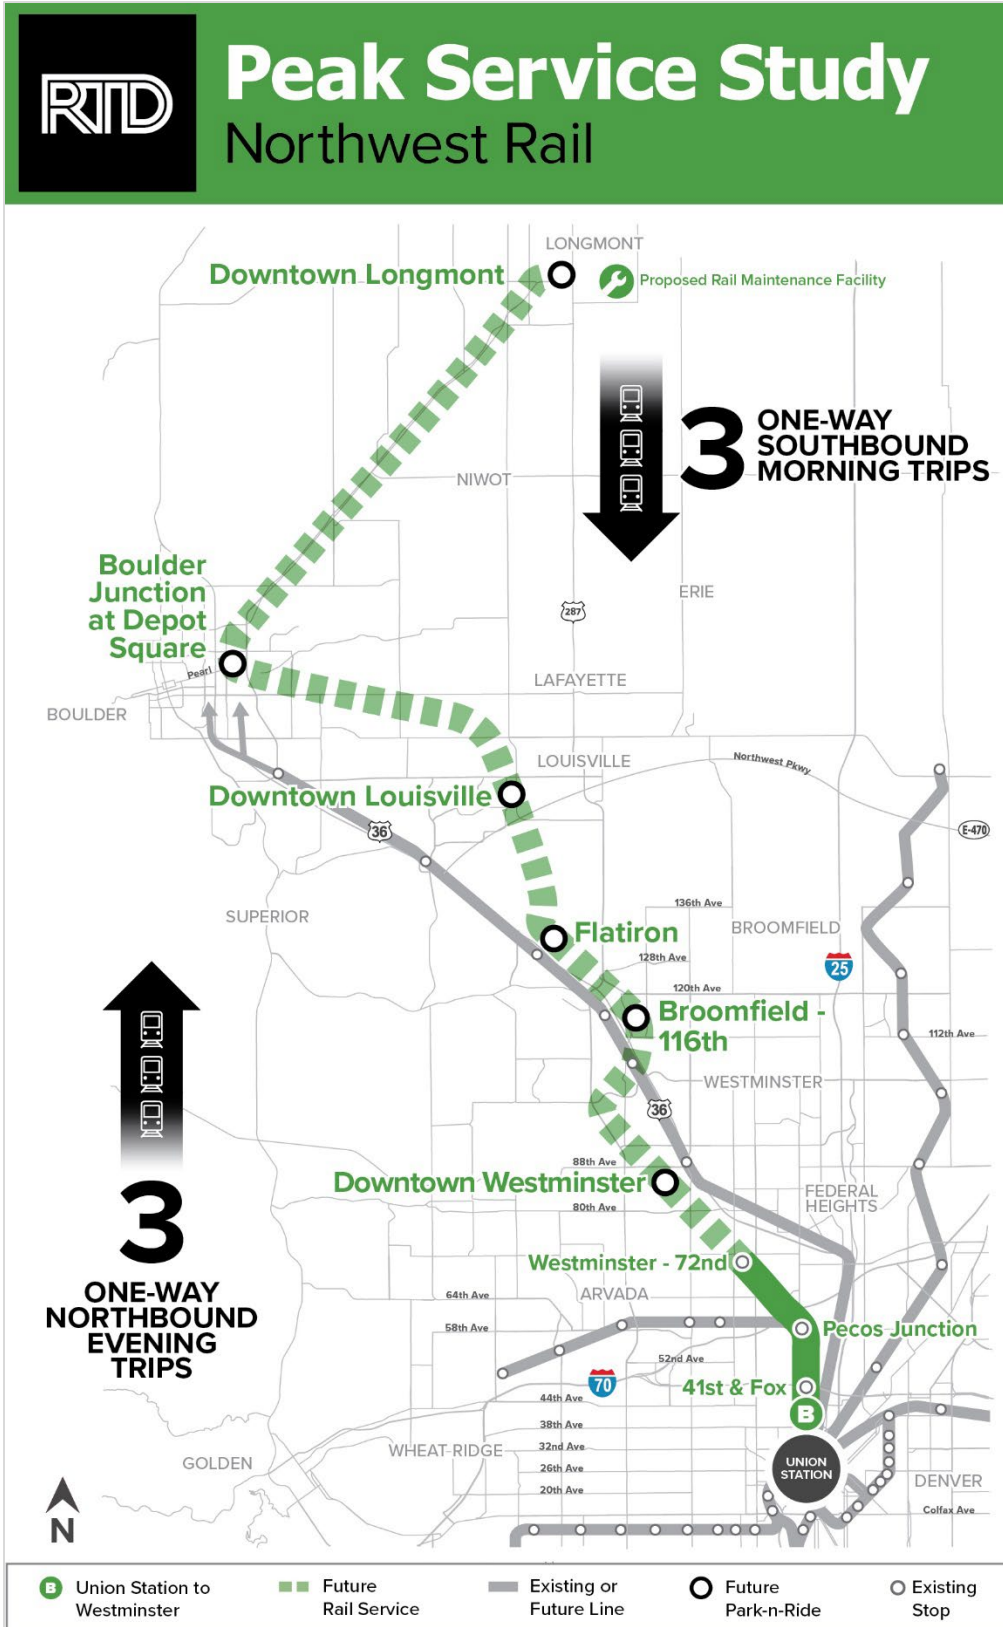 RTD
Peak Service Study
Northwest Rail
LONGMONT
Downtown Longmont
Proposed Rail Maintenance Facility
3
ONE-WAY
SOUTHBOUND
MORNING TRIPS
NIWOT
Boulder
Junction
at Depot
Square
ERIE
287
Pearl
LAFAYETTE
BOULDER
LOUISVILLE
Northwest Pkwy
Downtown Louisville
36
E-470
136th Ave
SUPERIOR
BROOMFIELD
Flatiron
128th Ave
25
120th Ave
Broomfield -
116th
112th Ave
WESTMINSTER
36
88th Ave
Downtown Westminster
80th Ave
FEDERAL
HEIGHTS
3
ONE-WAY
NORTHBOUND
EVENING
TRIPS
Westminster - 72nd
64th Ave
ARVADA
58th Ave
Pecos Junction
52nd Ave
70
41st & Fox
44th Ave
B
38th Ave
WHEAT RIDGE
32nd Ave
GOLDEN
26th Ave
UNION
STATION
20th Ave
DENVER
Colfax Ave
N
B
Union Station to
Westminster
Future
Rail Service
Existing or
Future Line
Future
Park-n-Ride
Existing
Stop